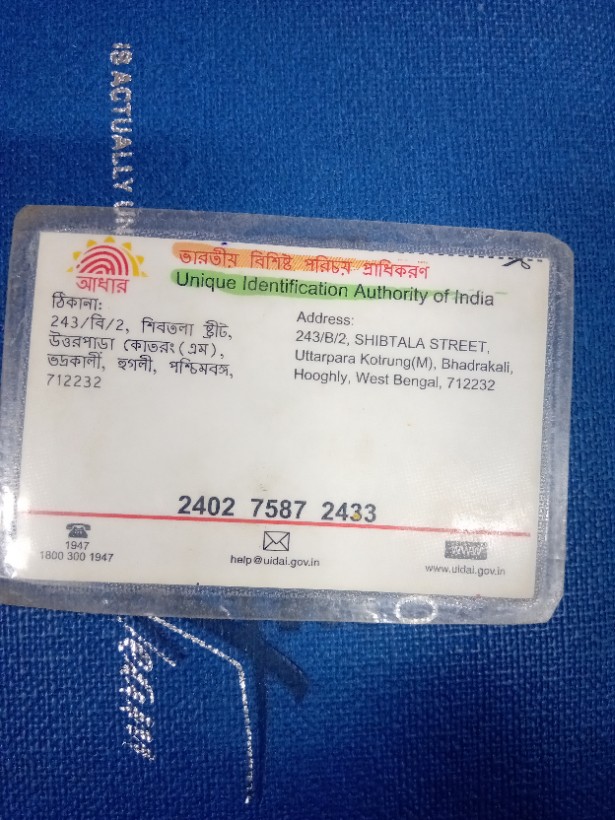 IS ACTUALLY
আধার
ভারতীয় বিশিষ্ট পরিচয় প্রাধিকরণ
Unique Identification Authority of India
ঠিকানা:
243/বি/2, শিবতলা ষ্ট্রীট,
উত্তরপাড়া কোতরং(এম),
ভদ্রকালী, হুগলী, পশ্চিমবঙ্গ,
712232
Address:
243/B/2, SHIBTALA STREET,
Uttarpara Kotrung(M), Bhadrakali,
Hooghly, West Bengal, 712232
2402 7587 2433
1947
1800 300 1947
help@uidai.gov.in
WWW
www.uidai.gov.in